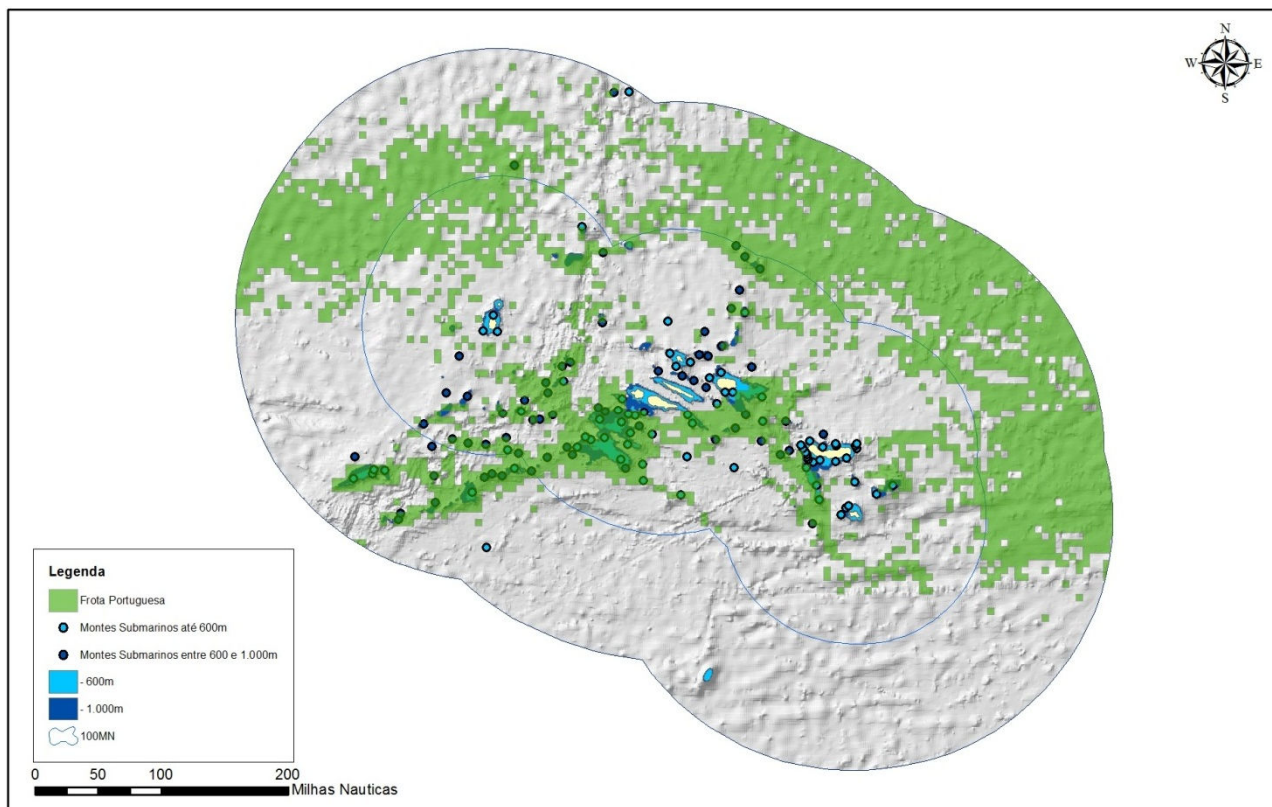 N
W E
S
Legenda
Frota Portuguesa
Montes Submarinos até 600m
Montes Submarinos entre 600 e 1.000m
- 600m
- 1.000m
100MN
0 50 100 200
Milhas Nauticas